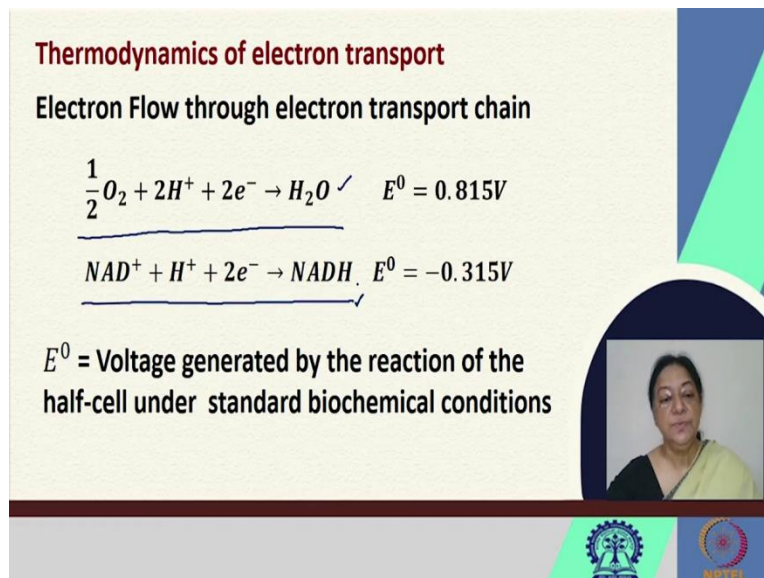 Thermodynamics of electron transport
Electron Flow through electron transport chain
1/2 O₂ + 2H⁺ + 2e⁻ → H₂O ✓ E⁰ = 0.815V
NAD⁺ + H⁺ + 2e⁻ → NADH. E⁰ = −0.315V
E⁰ = Voltage generated by the reaction of the
half-cell under standard biochemical conditions
NPTEL